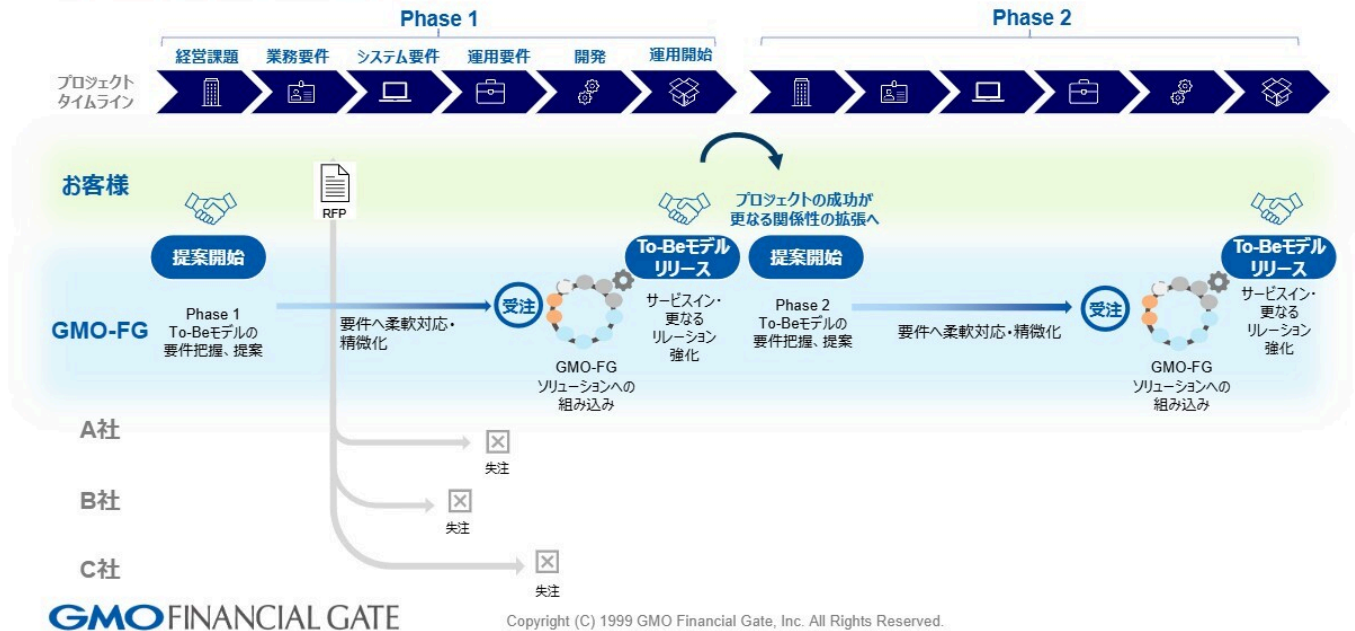 Phase 1
Phase 2
経営課題
業務要件
システム要件
運用要件
開発
運用開始
プロジェクト
タイムライン
お客様
RFP
プロジェクトの成功が
更なる関係性の拡張へ
提案開始
To-Beモデル
リリース
提案開始
To-Beモデル
リリース
GMO-FG
Phase 1
To-Beモデルの
要件把握、提案
要件へ柔軟対応・
精微化
受注
GMO-FG
ソリューションへの
組み込み
サービスイン・
更なる
リレーション
強化
Phase 2
To-Beモデルの
要件把握、提案
要件へ柔軟対応・精微化
受注
GMO-FG
ソリューションへの
組み込み
サービスイン・
更なる
リレーション
強化
A社
失注
B社
失注
C社
失注
GMO FINANCIAL GATE
Copyright (C) 1999 GMO Financial Gate, Inc. All Rights Reserved.